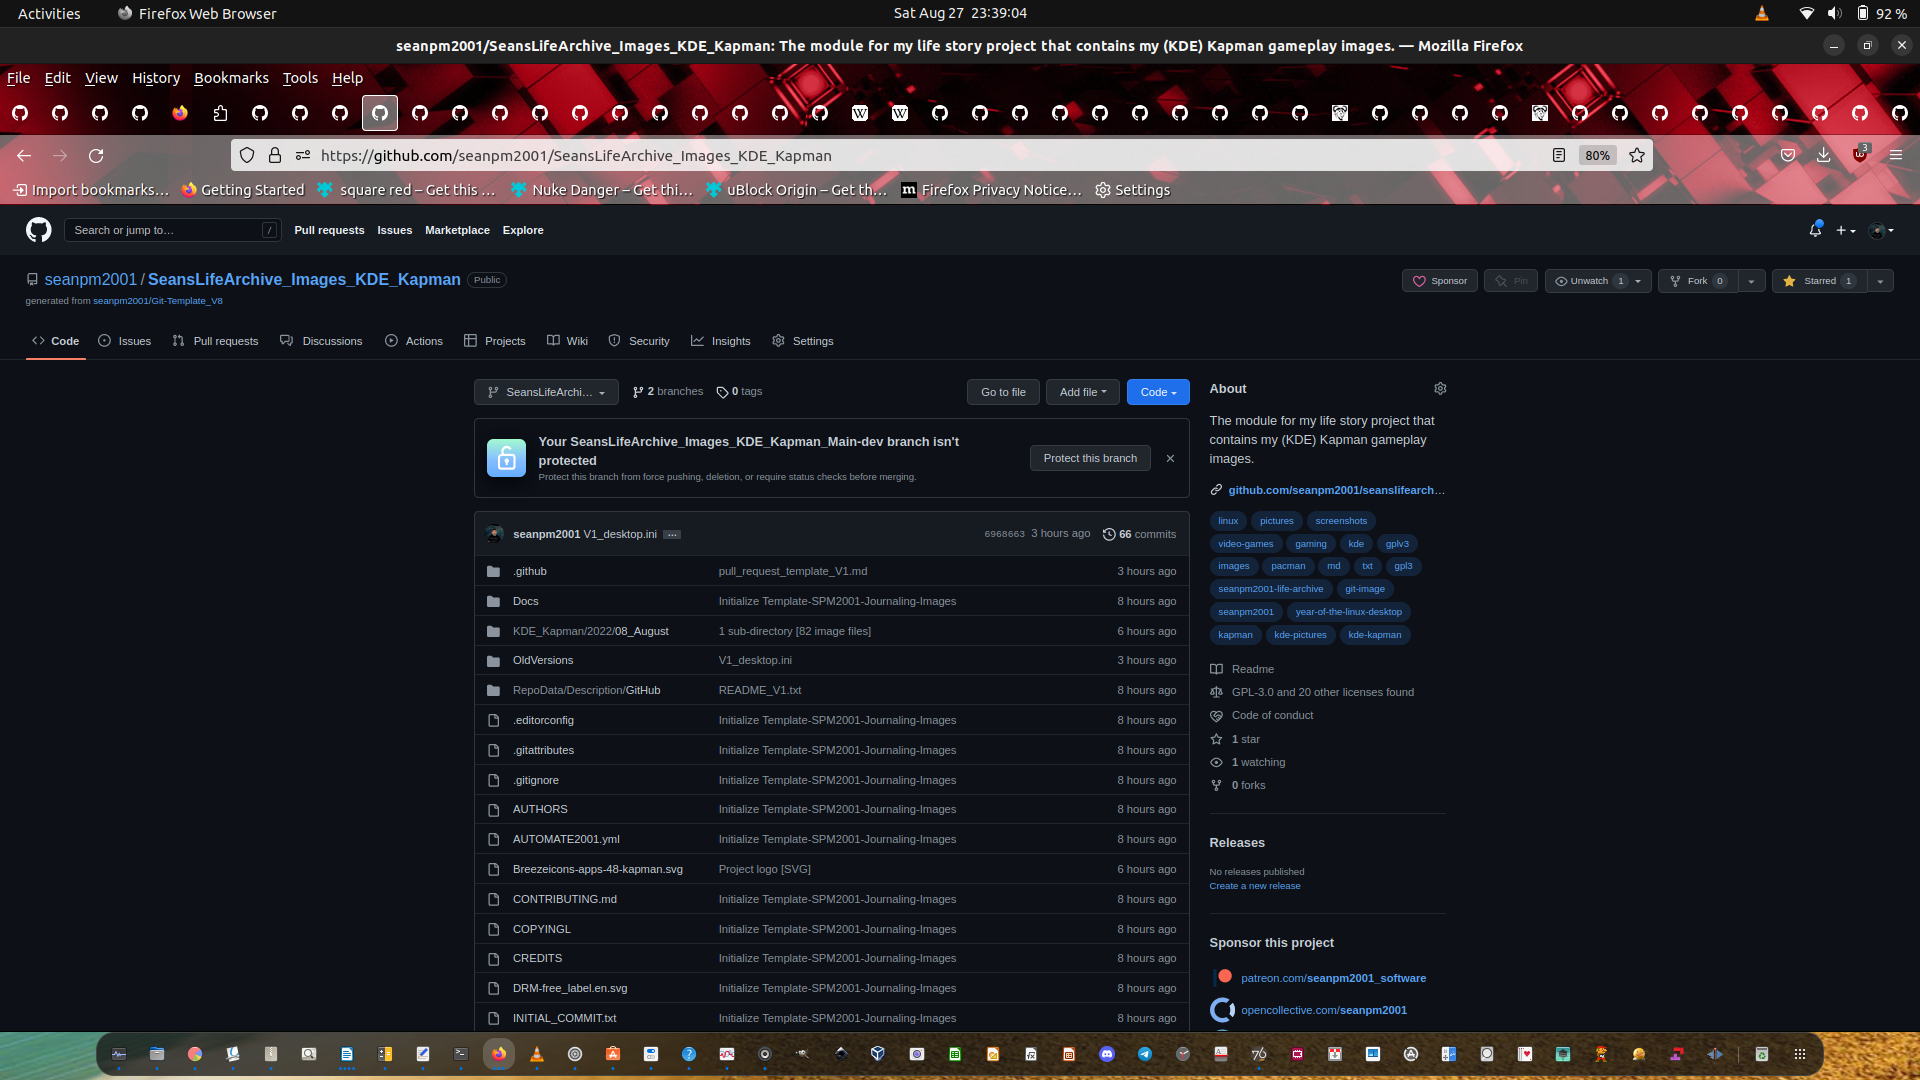 Activities Firefox Web Browser Sat Aug 27 23:39:04 92 %
seanpm2001/SeansLifeArchive_Images_KDE_Kapman: The module for my life story project that contains my (KDE) Kapman gameplay images. — Mozilla Firefox
File Edit View History Bookmarks Tools Help
https://github.com/seanpm2001/SeansLifeArchive_Images_KDE_Kapman 80% 3
Import bookmarks… Getting Started square red – Get this … Nuke Danger – Get thi… uBlock Origin – Get th… Firefox Privacy Notice… Settings
Search or jump to… / Pull requests Issues Marketplace Explore
seanpm2001 / SeansLifeArchive_Images_KDE_Kapman Public Sponsor Pin Unwatch 1 Fork 0 Starred 1
generated from seanpm2001/Git-Template_V8
Code Issues Pull requests Discussions Actions Projects Wiki Security Insights Settings
SeansLifeArchi… 2 branches 0 tags Go to file Add file Code
Your SeansLifeArchive_Images_KDE_Kapman_Main-dev branch isn't
protected
Protect this branch from force pushing, deletion, or require status checks before merging.
Protect this branch
seanpm2001 V1_desktop.ini … 6968663 3 hours ago 66 commits
.github pull_request_template_V1.md 3 hours ago
Docs Initialize Template-SPM2001-Journaling-Images 8 hours ago
KDE_Kapman/2022/08_August 1 sub-directory [82 image files] 6 hours ago
OldVersions V1_desktop.ini 3 hours ago
RepoData/Description/GitHub README_V1.txt 8 hours ago
.editorconfig Initialize Template-SPM2001-Journaling-Images 8 hours ago
.gitattributes Initialize Template-SPM2001-Journaling-Images 8 hours ago
.gitignore Initialize Template-SPM2001-Journaling-Images 8 hours ago
AUTHORS Initialize Template-SPM2001-Journaling-Images 8 hours ago
AUTOMATE2001.yml Initialize Template-SPM2001-Journaling-Images 8 hours ago
Breezeicons-apps-48-kapman.svg Project logo [SVG] 6 hours ago
CONTRIBUTING.md Initialize Template-SPM2001-Journaling-Images 8 hours ago
COPYINGL Initialize Template-SPM2001-Journaling-Images 8 hours ago
CREDITS Initialize Template-SPM2001-Journaling-Images 8 hours ago
DRM-free_label.en.svg Initialize Template-SPM2001-Journaling-Images 8 hours ago
INITIAL_COMMIT.txt Initialize Template-SPM2001-Journaling-Images 8 hours ago
About
The module for my life story project that
contains my (KDE) Kapman gameplay
images.
github.com/seanpm2001/seanslifearch…
linux pictures screenshots
video-games gaming kde gplv3
images pacman md txt gpl3
seanpm2001-life-archive git-image
seanpm2001 year-of-the-linux-desktop
kapman kde-pictures kde-kapman
Readme
GPL-3.0 and 20 other licenses found
Code of conduct
1 star
1 watching
0 forks
Releases
No releases published
Create a new release
Sponsor this project
patreon.com/seanpm2001_software
opencollective.com/seanpm2001